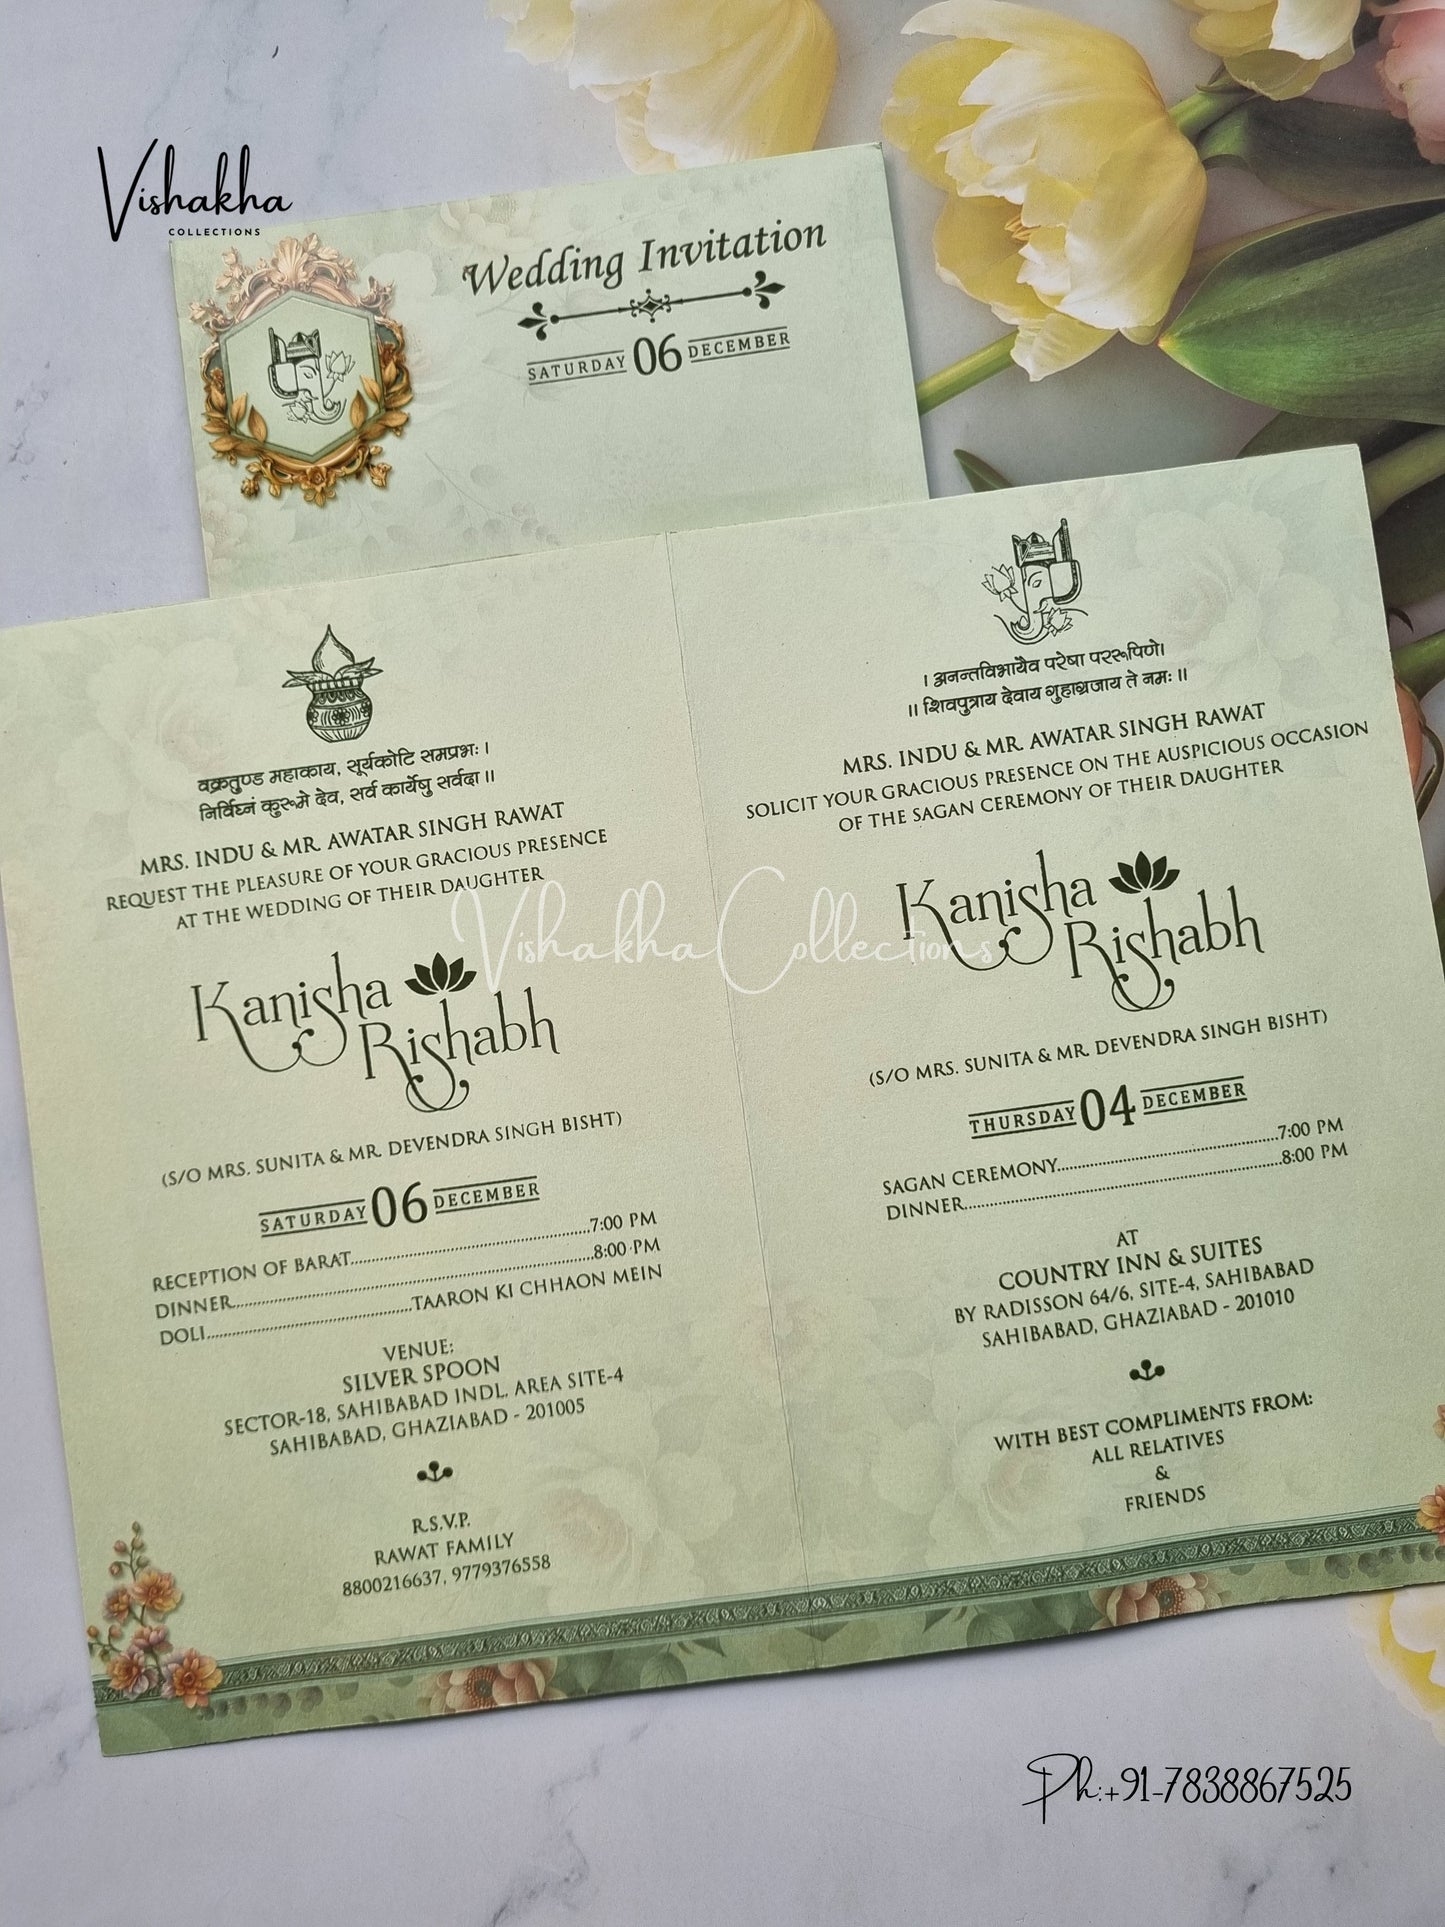 Vishakha
COLLECTIONS
Wedding Invitation
SATURDAY 06 DECEMBER
वक्रतुण्ड महाकाय, सूर्यकोटि समप्रभः ।
निर्विघ्नं कुरूमे देव, सर्व कार्येषु सर्वदा ॥
MRS. INDU & MR. AWATAR SINGH RAWAT
REQUEST THE PLEASURE OF YOUR GRACIOUS PRESENCE
AT THE WEDDING OF THEIR DAUGHTER
Kanisha
Rishabh
(S/O MRS. SUNITA & MR. DEVENDRA SINGH BISHT)
SATURDAY 06 DECEMBER
RECEPTION OF BARAT..............................7:00 PM
DINNER..............................8:00 PM
DOLI..............................TAARON KI CHHAON MEIN
VENUE:
SILVER SPOON
SECTOR-18, SAHIBABAD INDL. AREA SITE-4
SAHIBABAD, GHAZIABAD - 201005
R.S.V.P.
RAWAT FAMILY
8800216637, 9779376558
। अनन्तविभायैव परेषा पररूपिणे।
॥ शिवपुत्राय देवाय गुहाग्रजाय ते नमः ॥
MRS. INDU & MR. AWATAR SINGH RAWAT
SOLICIT YOUR GRACIOUS PRESENCE ON THE AUSPICIOUS OCCASION
OF THE SAGAN CEREMONY OF THEIR DAUGHTER
Kanisha
Rishabh
(S/O MRS. SUNITA & MR. DEVENDRA SINGH BISHT)
THURSDAY 04 DECEMBER
SAGAN CEREMONY..............................7:00 PM
DINNER..............................8:00 PM
AT
COUNTRY INN & SUITES
BY RADISSON 64/6, SITE-4, SAHIBABAD
SAHIBABAD, GHAZIABAD - 201010
WITH BEST COMPLIMENTS FROM:
ALL RELATIVES
&
FRIENDS
Vishakha Collections
Ph:+91-7838867525